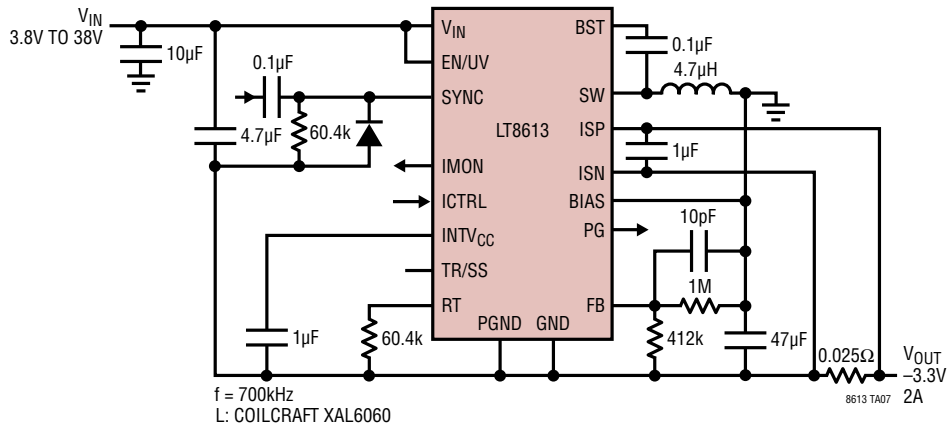 VIN
3.8V TO 38V
10µF
0.1µF
4.7µF
60.4k
VIN
EN/UV
SYNC
IMON
ICTRL
INTVCC
TR/SS
RT
PGND
GND
LT8613
BST
SW
ISP
ISN
BIAS
PG
FB
0.1µF
4.7µH
1µF
10pF
1M
412k
47µF
0.025Ω
VOUT
–3.3V
2A
1µF
60.4k
f = 700kHz
L: COILCRAFT XAL6060
8613 TA07